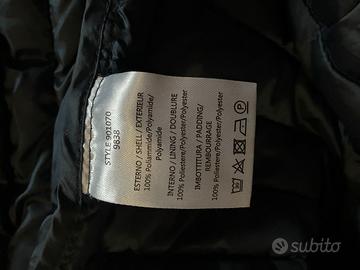 STYLE 901070
9838
ESTERNO / SHELL / EXTERIEUR
100% Poliammide/Polyamide/
Polyamide
INTERNO / LINING / DOUBLURE
100% Poliestere/Polyester/Polyester
IMBOTTITURA / PADDING/
REMBOURRAGE
100% Poliestere/Polyester/Polyester
subito